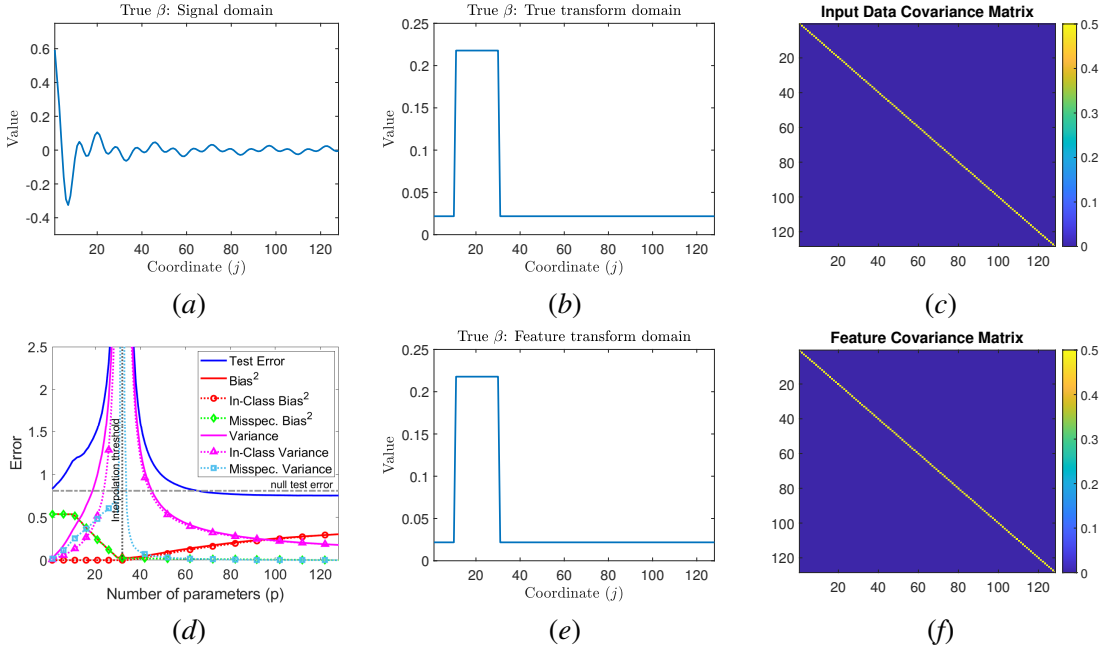 True β: Signal domain
Value
0.6
0.4
0.2
0
-0.2
-0.4
20 40 60 80 100 120
Coordinate (j)
(a)
True β: True transform domain
Value
0.25
0.2
0.15
0.1
0.05
0
20 40 60 80 100 120
Coordinate (j)
(b)
Input Data Covariance Matrix
20
40
60
80
100
120
20 40 60 80 100 120
0.5
0.4
0.3
0.2
0.1
0
(c)
Error
2.5
2
1.5
1
0.5
0
Test Error
Bias²
In-Class Bias²
Misspec. Bias²
Variance
In-Class Variance
Misspec. Variance
null test error
Interpolation threshold
20 40 60 80 100 120
Number of parameters (p)
(d)
True β: Feature transform domain
Value
0.25
0.2
0.15
0.1
0.05
0
20 40 60 80 100 120
Coordinate (j)
(e)
Feature Covariance Matrix
20
40
60
80
100
120
20 40 60 80 100 120
0.5
0.4
0.3
0.2
0.1
0
(f)